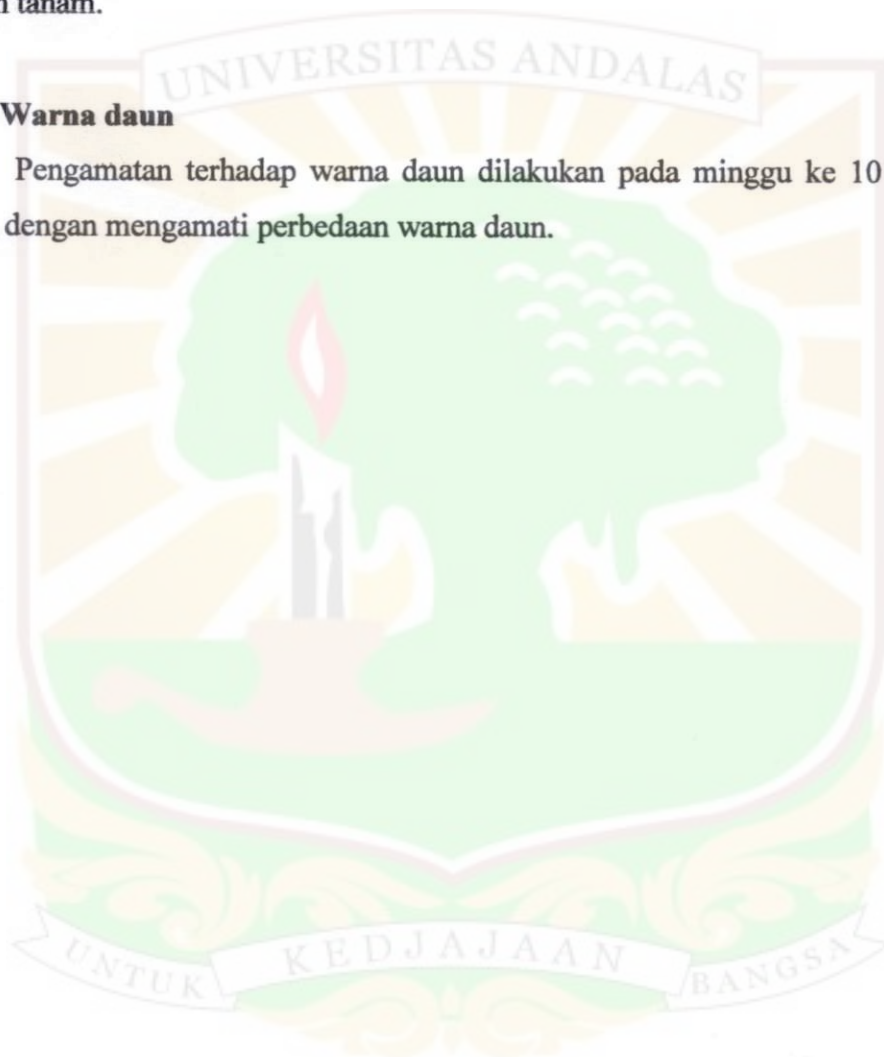 tanam.
UNIVERSITAS ANDALAS
Warna daun
Pengamatan terhadap warna daun dilakukan pada minggu ke 10
dengan mengamati perbedaan warna daun.
UNTUK KEDJAJAAN BANGSA